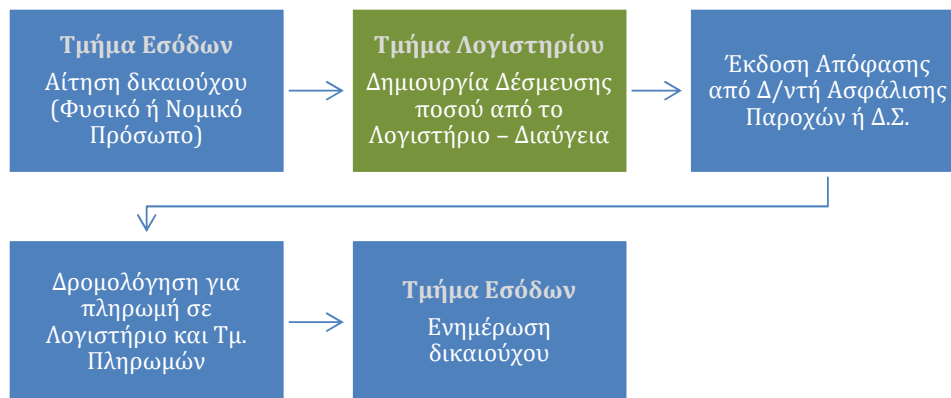 Τμήμα Εσόδων
Αίτηση δικαιούχου
(Φυσικό ή Νομικό
Πρόσωπο)
Τμήμα Λογιστηρίου
Δημιουργία Δέσμευσης
ποσού από το
Λογιστήριο – Διαύγεια
Έκδοση Απόφασης
από Δ/ντή Ασφάλισης
Παροχών ή Δ.Σ.
Δρομολόγηση για
πληρωμή σε
Λογιστήριο και Τμ.
Πληρωμών
Τμήμα Εσόδων
Ενημέρωση
δικαιούχου